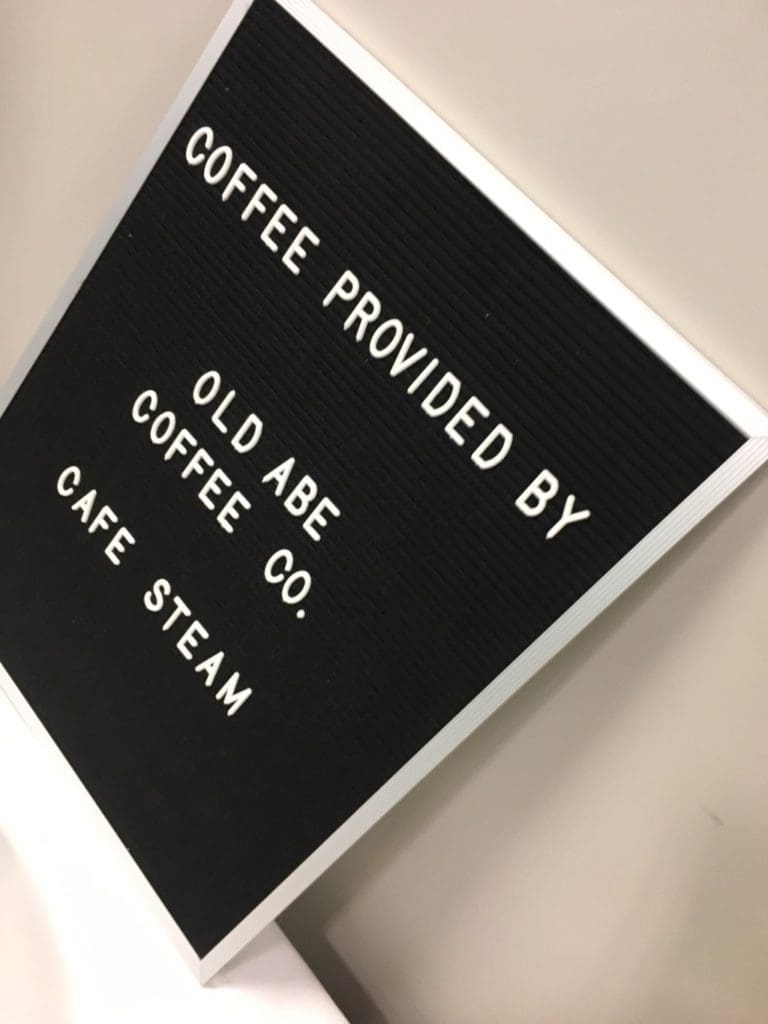 COFFEE PROVIDED BY
OLD ABE
COFFEE CO.
CAFE STEAM